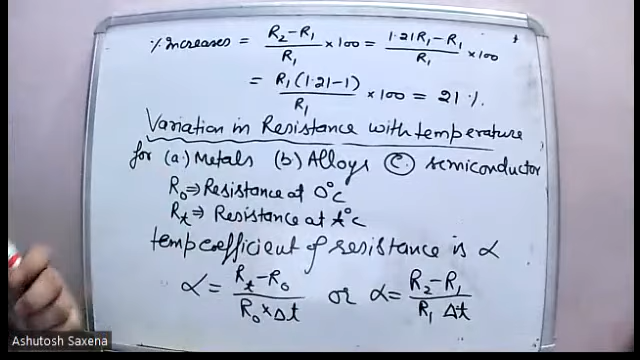 % Increases = (R₂ - R₁)/R₁ × 100 = (1.21R₁ - R₁)/R₁ × 100
= R₁(1.21-1)/R₁ × 100 = 21%.
Variation in Resistance with temperature
for (a.) Metals (b) Alloys (c.) semiconductor
R₀ ⇒ Resistance at 0°C
Rₜ ⇒ Resistance at t°C
temp coefficient of resistance is α
α = (Rₜ - R₀)/(R₀ × Δt) or α = (R₂ - R₁)/(R₁ Δt)
Ashutosh Saxena